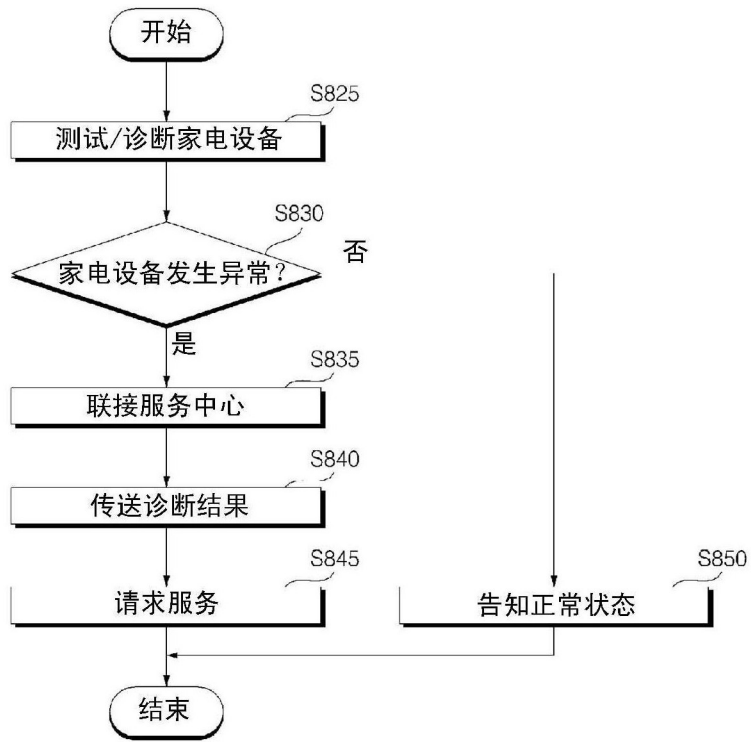 开始
S825
测试/诊断家电设备
S830
家电设备发生异常?
否
是
S835
联接服务中心
S840
传送诊断结果
S845
请求服务
S850
告知正常状态
结束